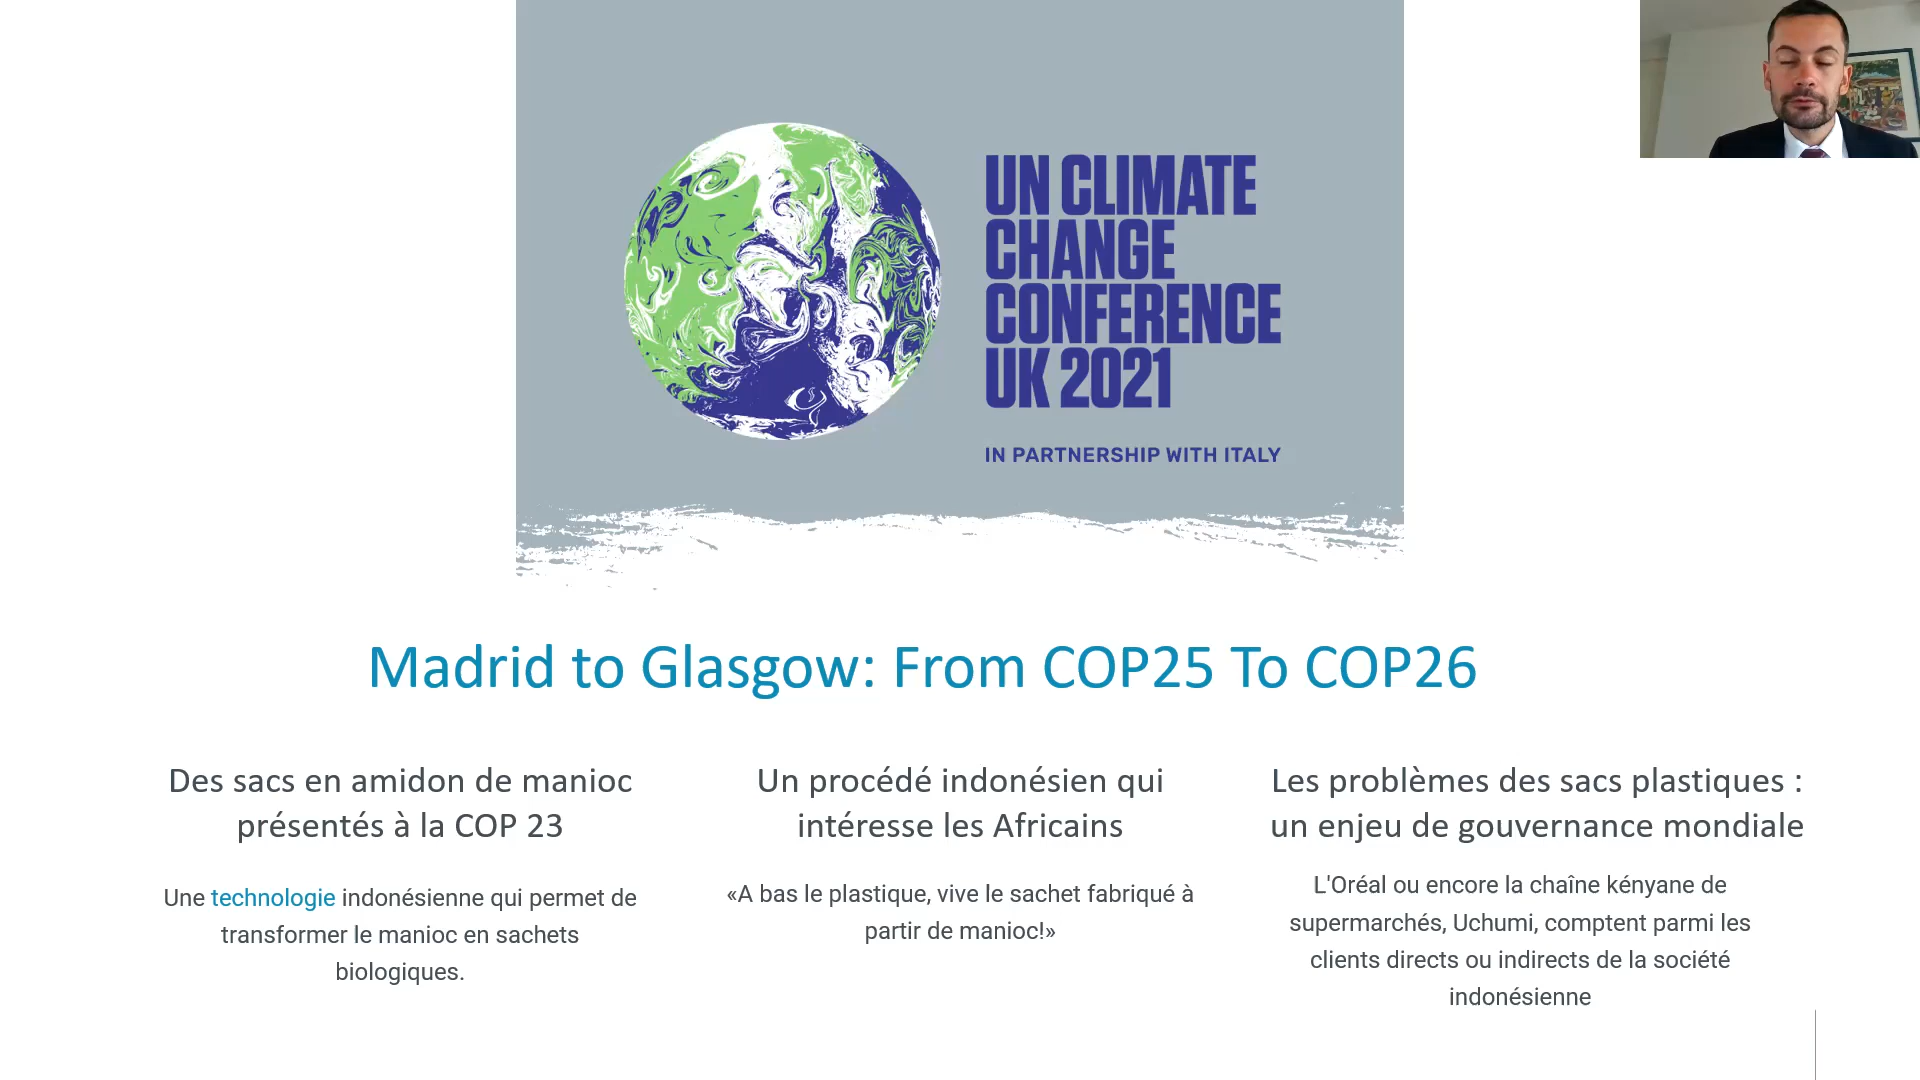 UN CLIMATE
CHANGE
CONFERENCE
UK 2021
IN PARTNERSHIP WITH ITALY
Madrid to Glasgow: From COP25 To COP26
Des sacs en amidon de manioc
présentés à la COP 23
Une technologie indonésienne qui permet de
transformer le manioc en sachets
biologiques.
Un procédé indonésien qui
intéresse les Africains
«A bas le plastique, vive le sachet fabriqué à
partir de manioc!»
Les problèmes des sacs plastiques :
un enjeu de gouvernance mondiale
L'Oréal ou encore la chaîne kényane de
supermarchés, Uchumi, comptent parmi les
clients directs ou indirects de la société
indonésienne